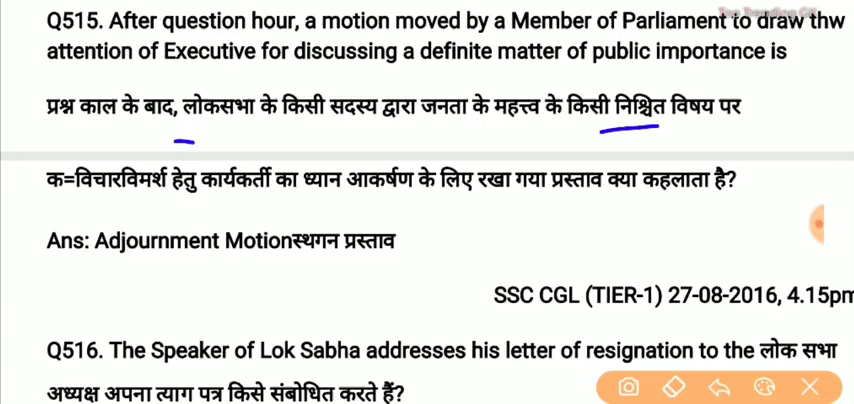 Q515. After question hour, a motion moved by a Member of Parliament to draw thw
attention of Executive for discussing a definite matter of public importance is
प्रश्न काल के बाद, लोकसभा के किसी सदस्य द्वारा जनता के महत्त्व के किसी निश्चित विषय पर
क=विचारविमर्श हेतु कार्यकर्ती का ध्यान आकर्षण के लिए रखा गया प्रस्ताव क्या कहलाता है?
Ans: Adjournment Motionस्थगन प्रस्ताव
SSC CGL (TIER-1) 27-08-2016, 4.15pm
Q516. The Speaker of Lok Sabha addresses his letter of resignation to the लोक सभा
अध्यक्ष अपना त्याग पत्र किसे संबोधित करते हैं?